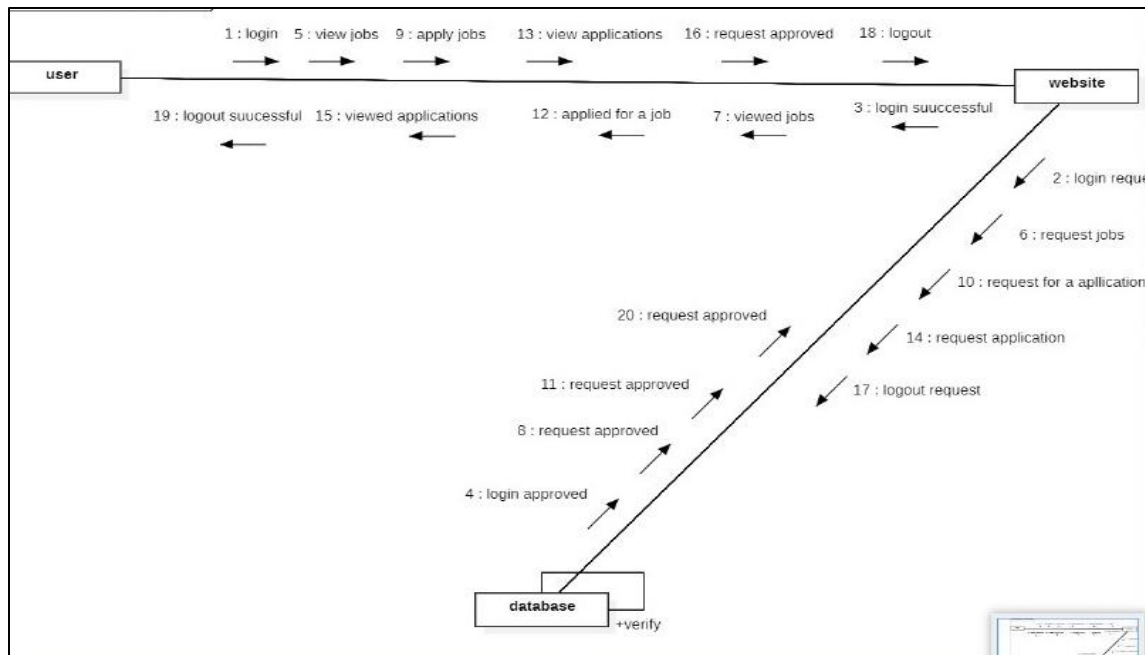 1 : login 5 : view jobs 9 : apply jobs 13 : view applications 16 : request approved 18 : logout
user
website
19 : logout suucessful 15 : viewed applications 12 : applied for a job 7 : viewed jobs 3 : login suuccessful
2 : login reque
6 : request jobs
10 : request for a apllication
20 : request approved
14 : request application
11 : request approved
17 : logout request
8 : request approved
4 : login approved
database
+verify